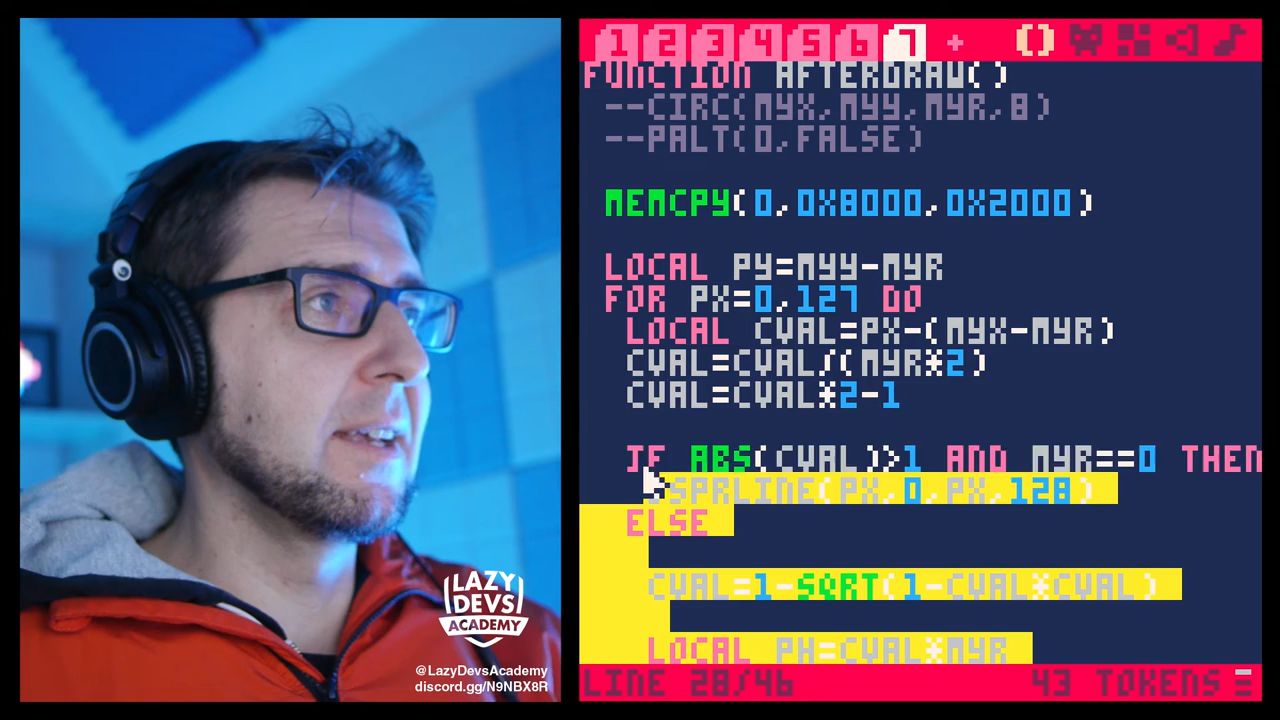 LAZY
DEVS
ACADEMY
@LazyDevsAcademy
discord.gg/N9NBX8R
1 2 3 4 5 6 7 + ()
FUNCTION AFTERDRAW()
--CIRC(MYX,MYY,MYR,8)
--PALT(0,FALSE)
MEMCPY(0,0X8000,0X2000)
LOCAL PY=MYY-MYR
FOR PX=0,127 DO
LOCAL CVAL=PX-(MYX-MYR)
CVAL=CVAL/(MYR*2)
CVAL=CVAL*2-1
IF ABS(CVAL)>1 AND MYR==0 THEN
SSPRLINE(PX,0,PX,128)
ELSE
CVAL=1-SQRT(1-CVAL*CVAL)
LOCAL PH=CVAL*MYR
LINE 28/46 43 TOKENS